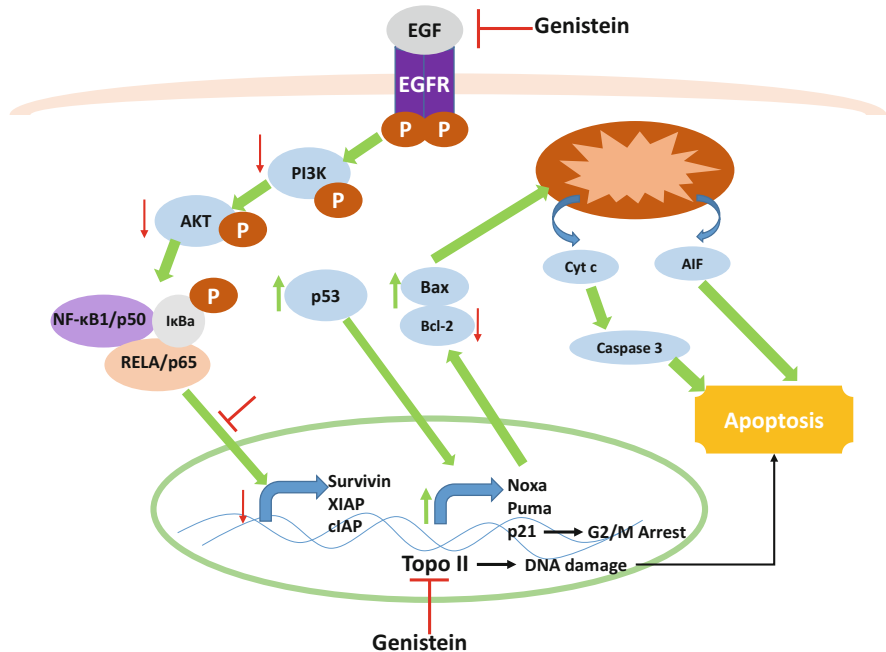 EGF
Genistein
EGFR
P P
PI3K
P
AKT
P
Cyt c
AIF
p53
Bax
Bcl-2
P
NF-κB1/p50
IκBa
RELA/p65
Caspase 3
Apoptosis
Survivin
XIAP
cIAP
Noxa
Puma
p21
G2/M Arrest
Topo II
DNA damage
Genistein